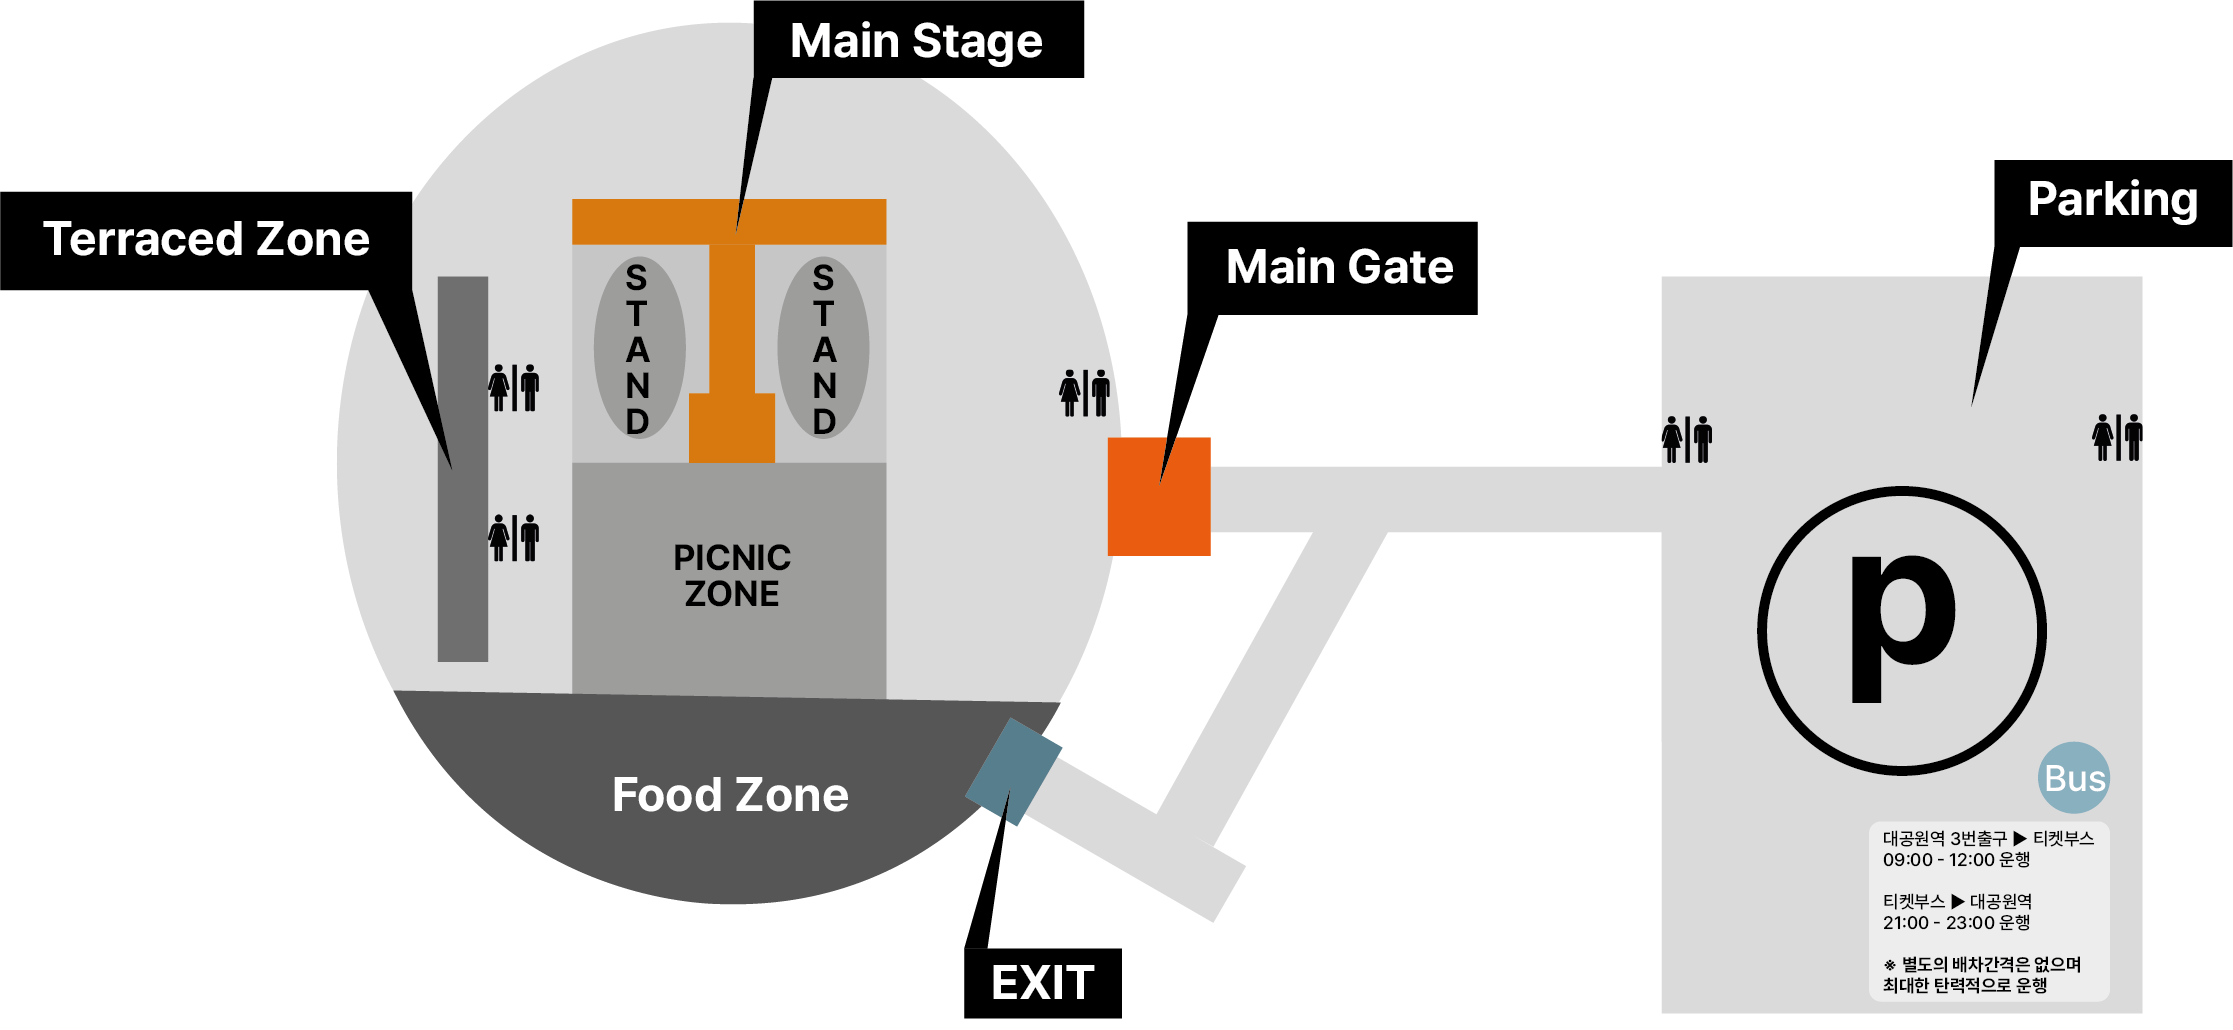 Main Stage
Terraced Zone
Parking
Main Gate
STAND
STAND
PICNIC
ZONE
p
Food Zone
Bus
대공원역 3번출구 ▶ 티켓부스
09:00 - 12:00 운행
티켓부스 ▶ 대공원역
21:00 - 23:00 운행
※ 별도의 배차간격은 없으며
최대한 탄력적으로 운행
EXIT